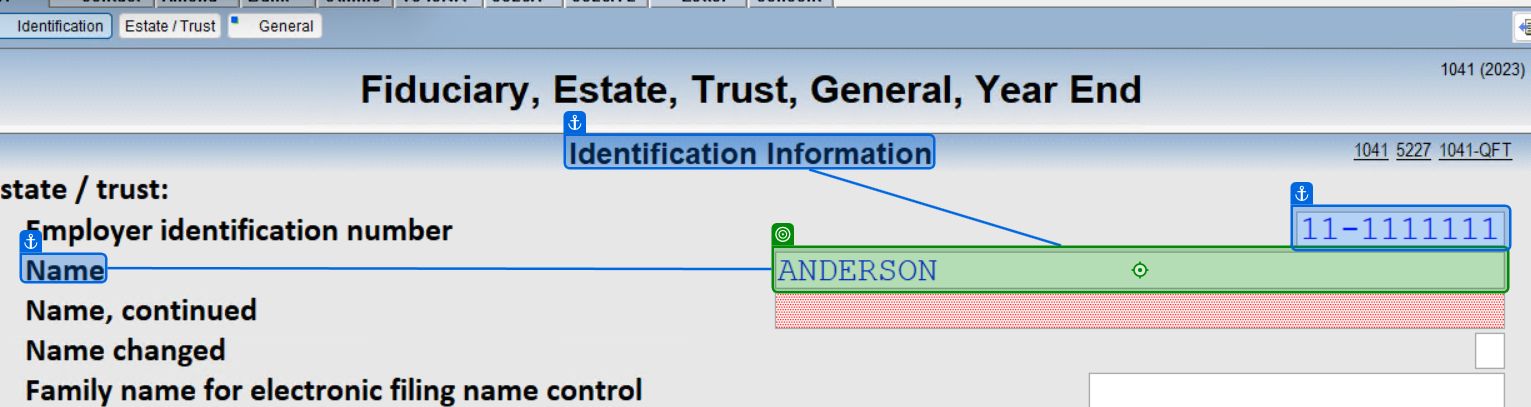 Identification Estate / Trust General
1041 (2023)
Fiduciary, Estate, Trust, General, Year End
Identification Information
1041 5227 1041-QFT
state / trust:
Employer identification number 11-1111111
Name ANDERSON
Name, continued
Name changed
Family name for electronic filing name control